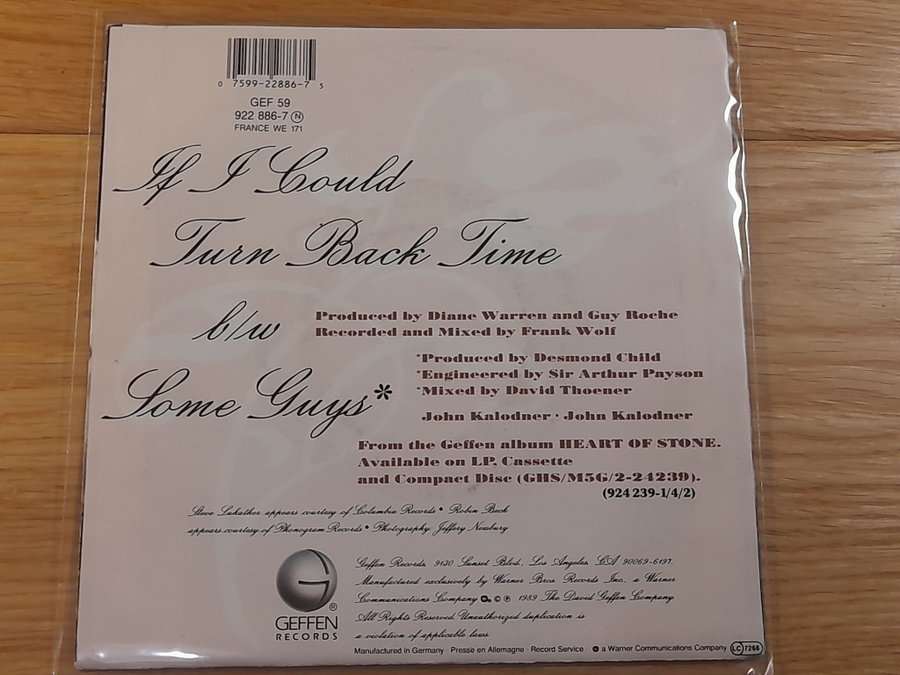 0 7599-22886-7 5
GEF 59
922 886-7 Ⓝ
FRANCE WE 171
If I Could
Turn Back Time
b/w
Produced by Diane Warren and Guy Roche
Recorded and Mixed by Frank Wolf
*Produced by Desmond Child
*Engineered by Sir Arthur Payson
*Mixed by David Thoener
Some Guys*
John Kalodner · John Kalodner
From the Geffen album HEART OF STONE.
Available on LP, Cassette
and Compact Disc (GHS/M5G/2-24239).
(924 239-1/4/2)
Steve Lukather appears courtesy of Columbia Records • Robin Beck
appears courtesy of Phonogram Records • Photography: Jeffery Newbury
Geffen Records, 9130 Sunset Blvd., Los Angeles, CA 90069-6197.
Manufactured exclusively by Warner Bros. Records Inc., a Warner
Communications Company © ℗ 1989 The David Geffen Company.
All Rights Reserved. Unauthorized duplication is
a violation of applicable laws.
GEFFEN
RECORDS
®
Manufactured in Germany · Pressé en Allemagne · Record Service
a Warner Communications Company
LC 7266